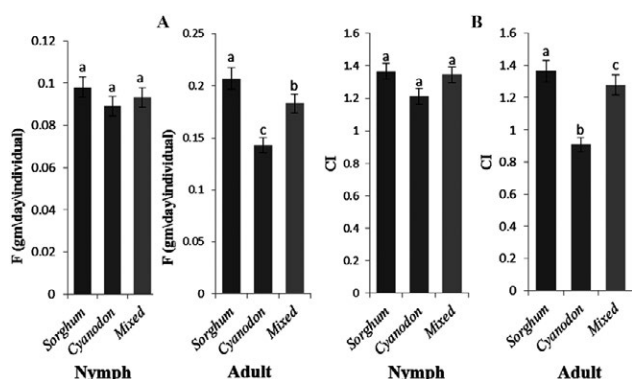 A
B
F (gm\day\individual)
0.12
0.1
0.08
0.06
0.04
0.02
0
a
a
a
Sorghum
Cyanodon
Mixed
Nymph
F (gm\day\individual)
0.25
0.2
0.15
0.1
0.05
0
a
c
b
Sorghum
Cyanodon
Mixed
Adult
CI
1.6
1.4
1.2
1
0.8
0.6
0.4
0.2
0
a
a
a
Sorghum
Cyanodon
Mixed
Nymph
CI
1.6
1.4
1.2
1
0.8
0.6
0.4
0.2
0
a
b
c
Sorghum
Cyanodon
Mixed
Adult